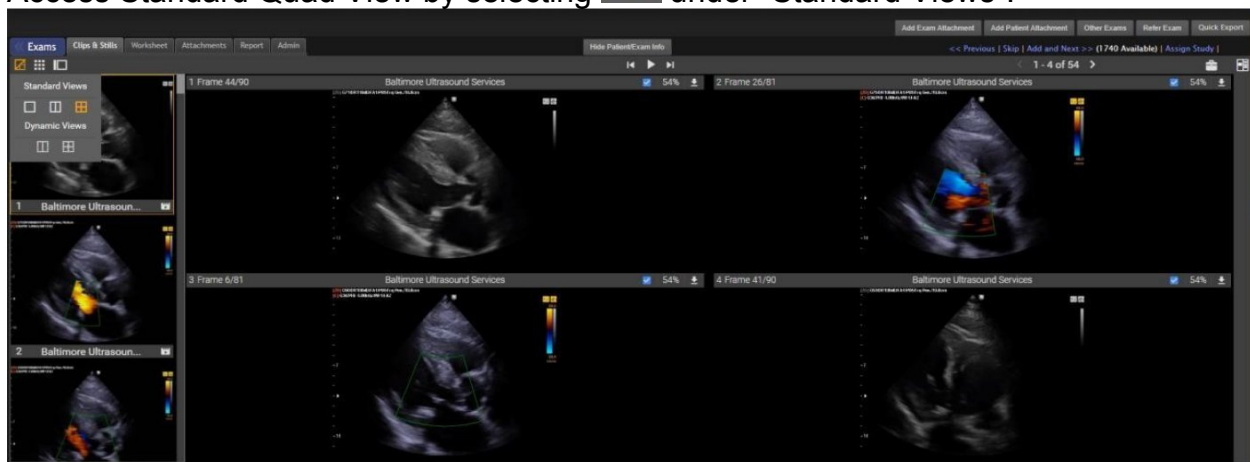 Access Standard Quad View by selecting under "Standard Views".
Add Exam Attachment Add Patient Attachment Other Exams Refer Exam Quick Export
Exams Clips & Stills Worksheet Attachments Report Admin Hide Patient/Exam Info << Previous | Skip | Add and Next >> (1740 Available) | Assign Study |
1 - 4 of 54
Standard Views
Dynamic Views
1 Frame 44/90 Baltimore Ultrasound Services 54%
2 Frame 26/81 Baltimore Ultrasound Services 54%
1 Baltimore Ultrasoun...
3 Frame 6/81 Baltimore Ultrasound Services 54%
4 Frame 41/90 Baltimore Ultrasound Services 54%
2 Baltimore Ultrasoun...